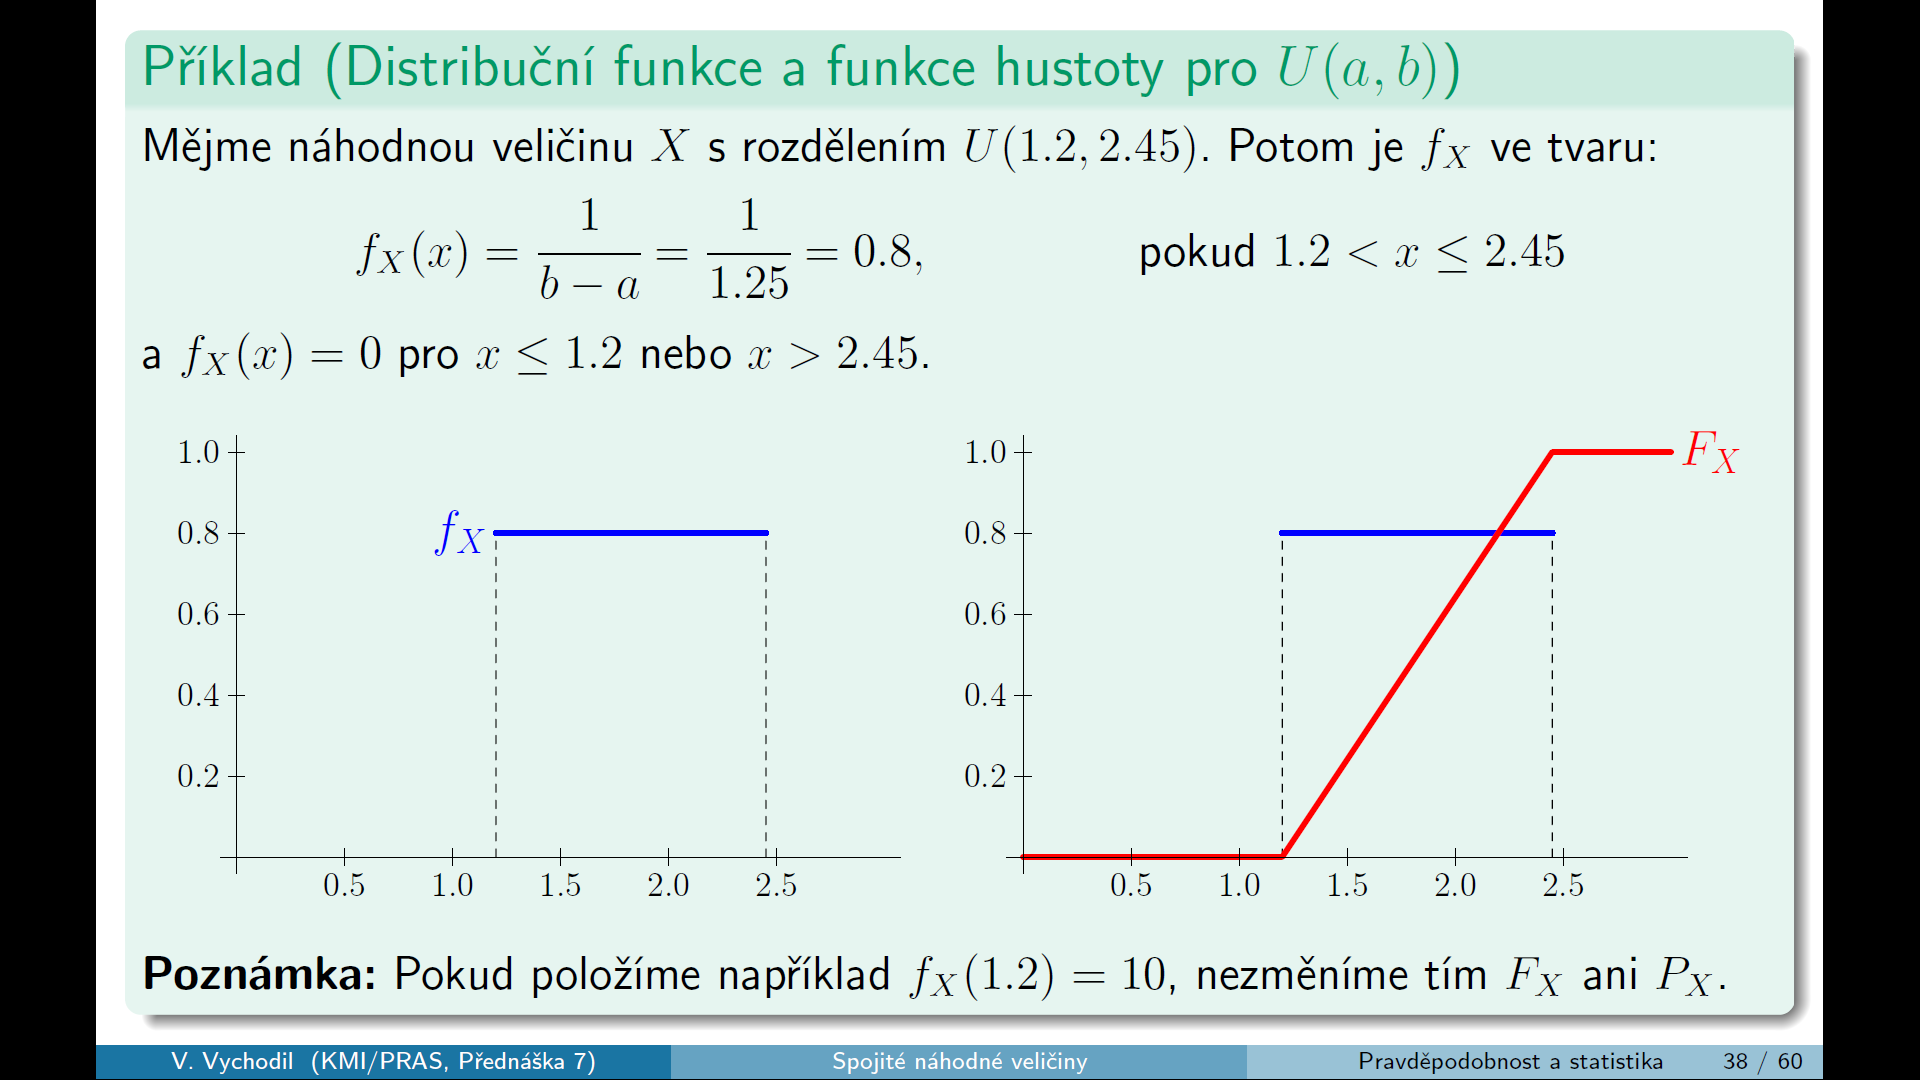 Příklad (Distribuční funkce a funkce hustoty pro U(a, b))
Mějme náhodnou veličinu X s rozdělením U(1.2, 2.45). Potom je f_X ve tvaru:
f_X(x) = 1/(b − a) = 1/1.25 = 0.8, pokud 1.2 < x ≤ 2.45
a f_X(x) = 0 pro x ≤ 1.2 nebo x > 2.45.
1.0
0.8
0.6
0.4
0.2
f_X
0.5 1.0 1.5 2.0 2.5
1.0
0.8
0.6
0.4
0.2
F_X
0.5 1.0 1.5 2.0 2.5
Poznámka: Pokud položíme například f_X(1.2) = 10, nezměníme tím F_X ani P_X.
V. Vychodil (KMI/PRAS, Přednáška 7) Spojité náhodné veličiny Pravděpodobnost a statistika 38 / 60